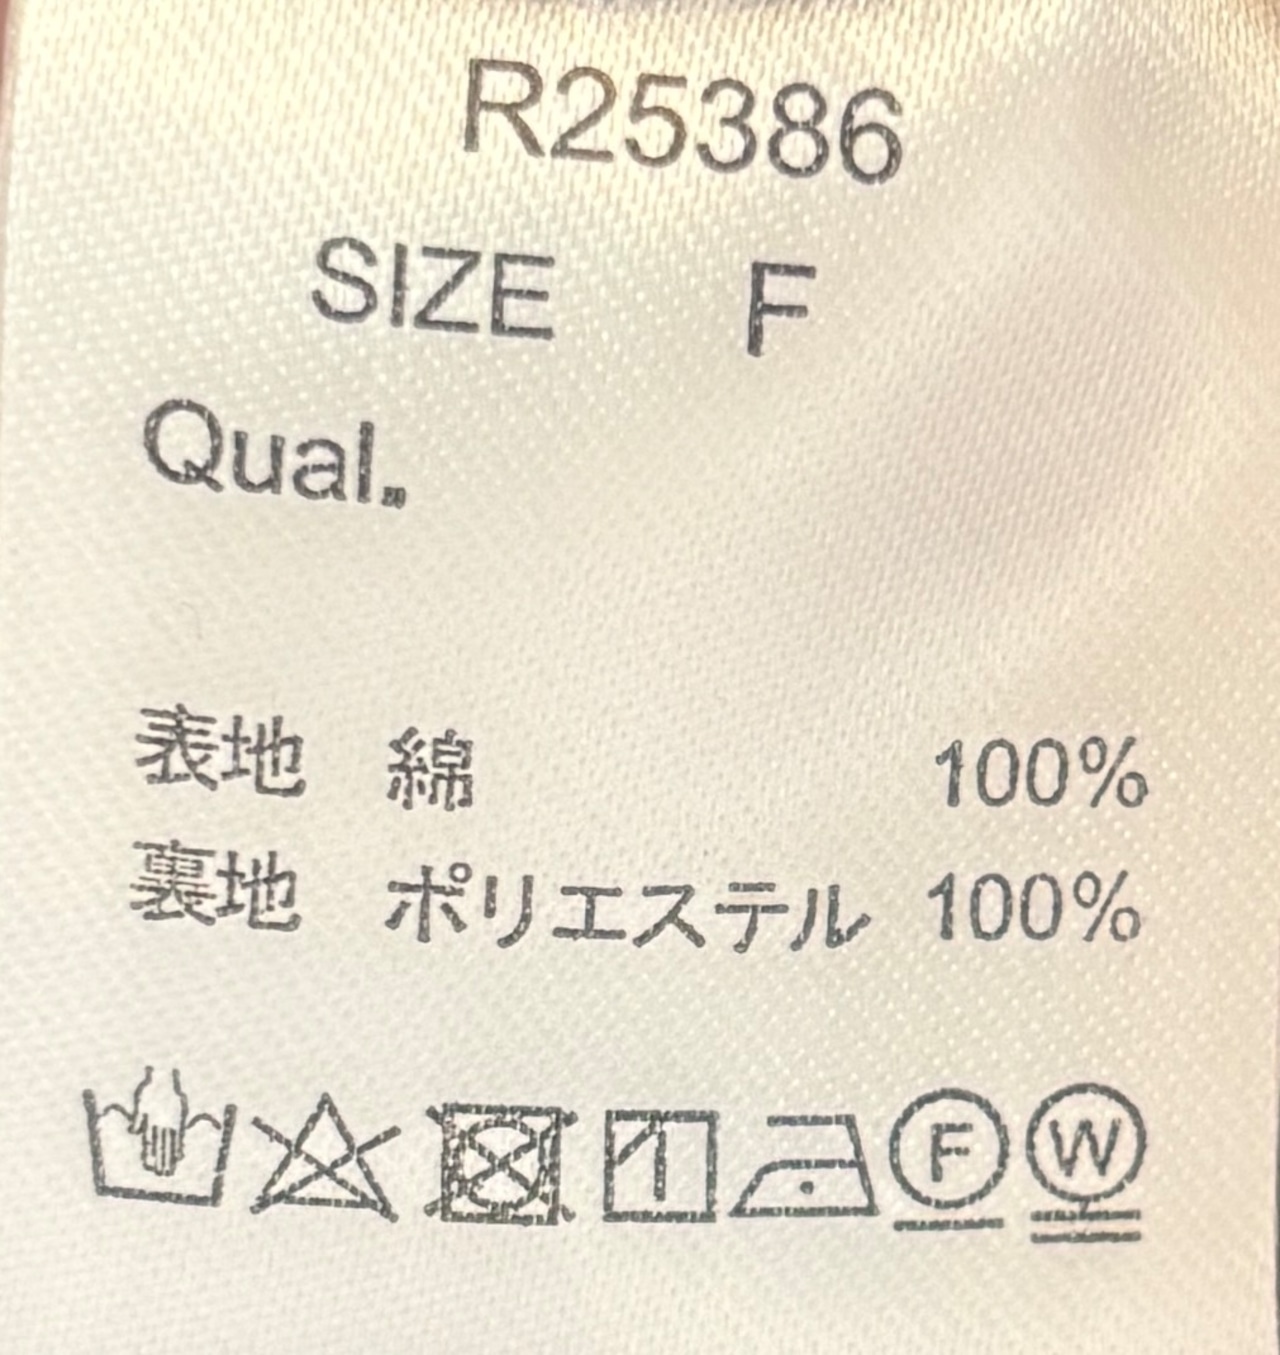 R25386
SIZE F
Qual.
表地 綿 100%
裏地 ポリエステル 100%
F W